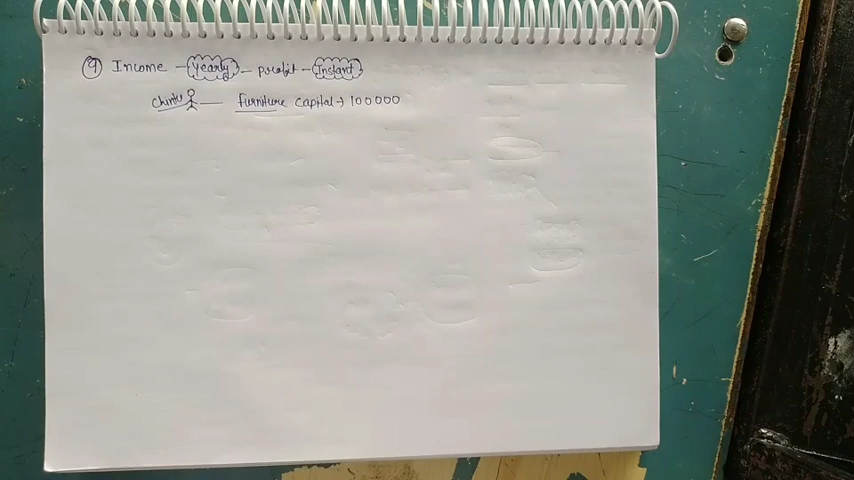 9 Income - Yearly - profit - Instant
Chintu — Furniture Capital → 100000